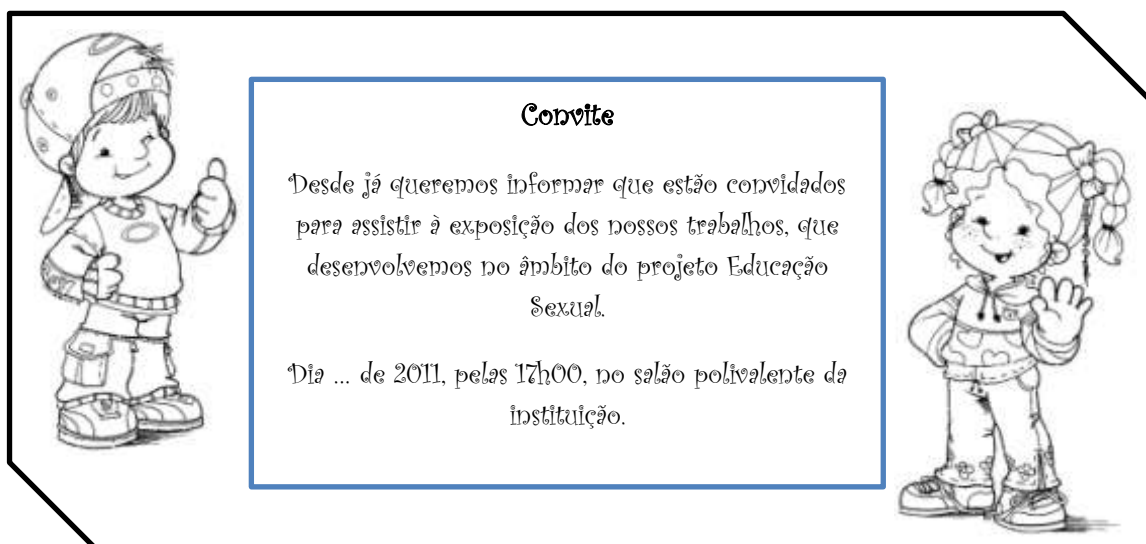 Convite
Desde já queremos informar que estão convidados
para assistir à exposição dos nossos trabalhos, que
desenvolvemos no âmbito do projeto Educação
Sexual.
Dia ... de 2011, pelas 17h00, no salão polivalente da
instituição.